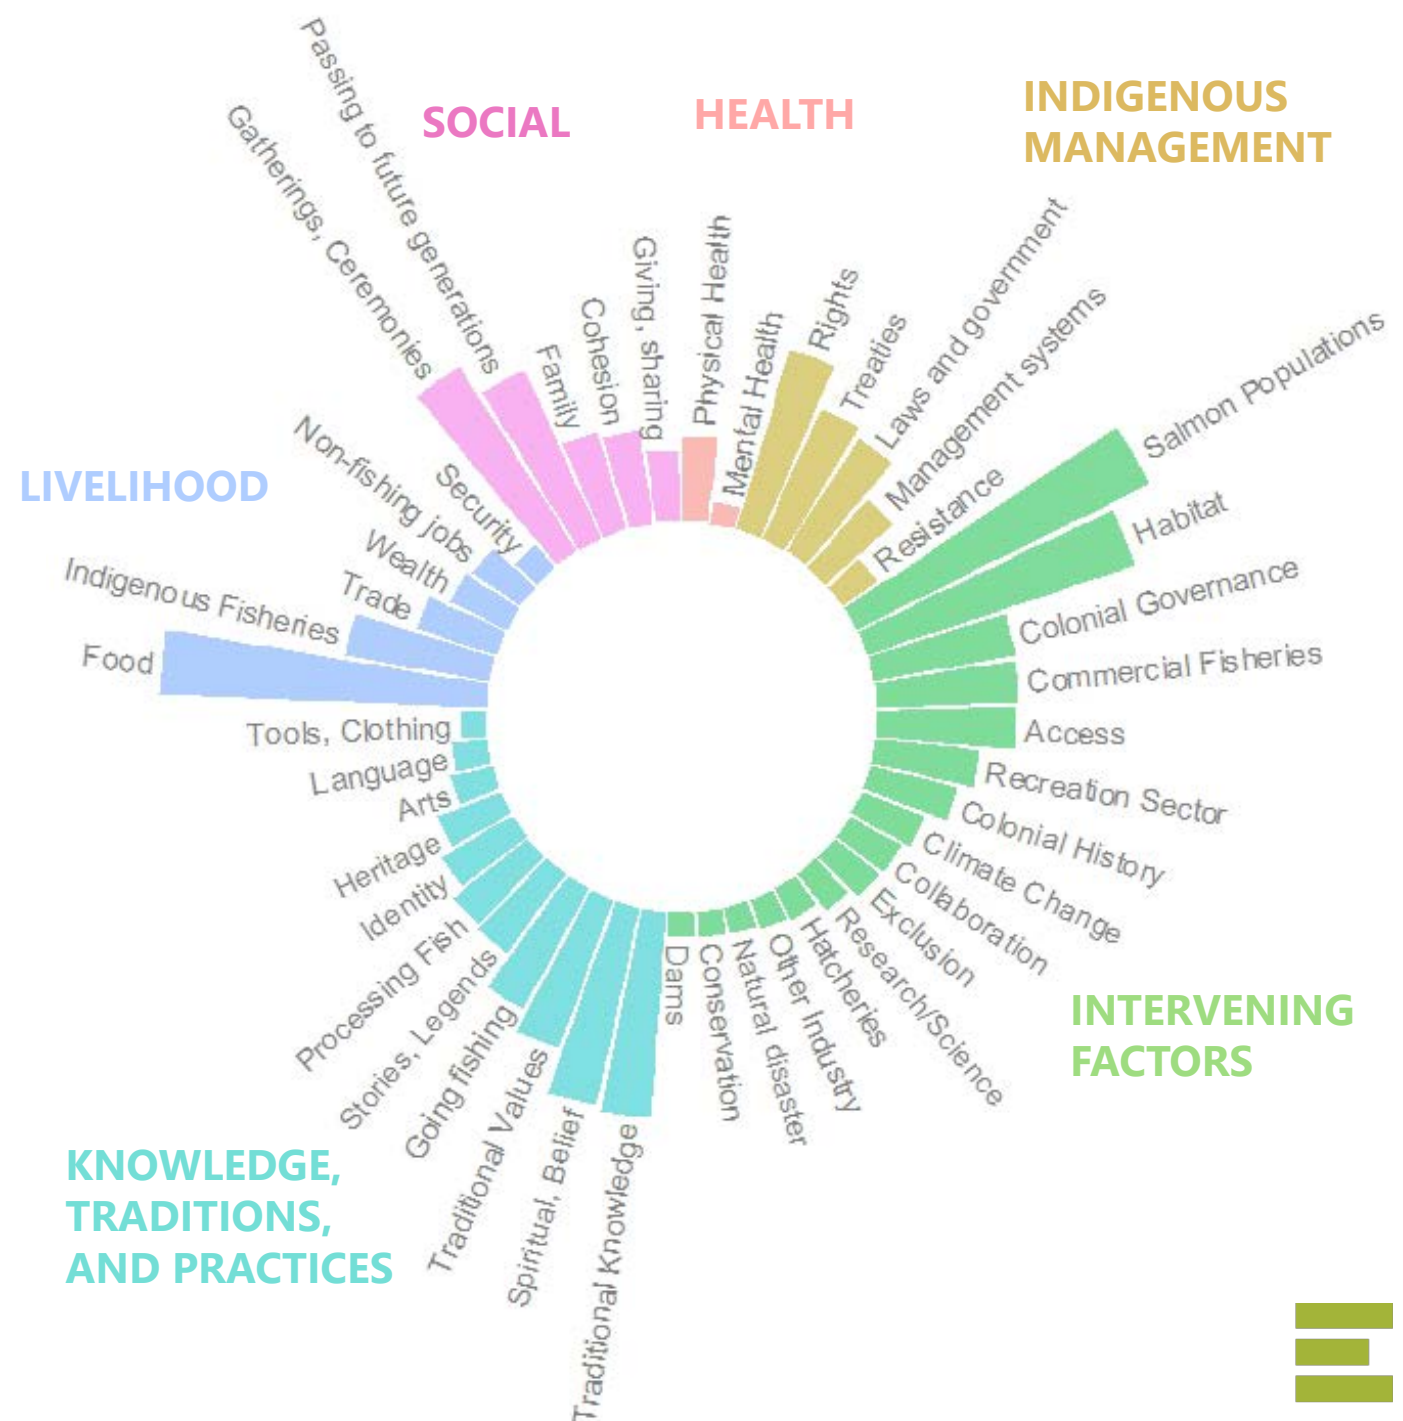 SOCIAL
HEALTH
INDIGENOUS
MANAGEMENT
LIVELIHOOD
INTERVENING
FACTORS
KNOWLEDGE,
TRADITIONS,
AND PRACTICES
Food
Indigenous Fisheries
Trade
Wealth
Non-fishing jobs
Security
Gatherings, Ceremonies
Passing to future generations
Family
Cohesion
Giving, sharing
Physical Health
Mental Health
Rights
Treaties
Laws and government
Management systems
Resistance
Salmon Populations
Habitat
Colonial Governance
Commercial Fisheries
Access
Recreation Sector
Colonial History
Climate Change
Collaboration
Exclusion
Research/Science
Hatcheries
Other Industry
Natural disaster
Conservation
Dams
Traditional Knowledge
Spiritual, Belief
Traditional Values
Going fishing
Stories, Legends
Processing Fish
Identity
Heritage
Arts
Language
Tools, Clothing